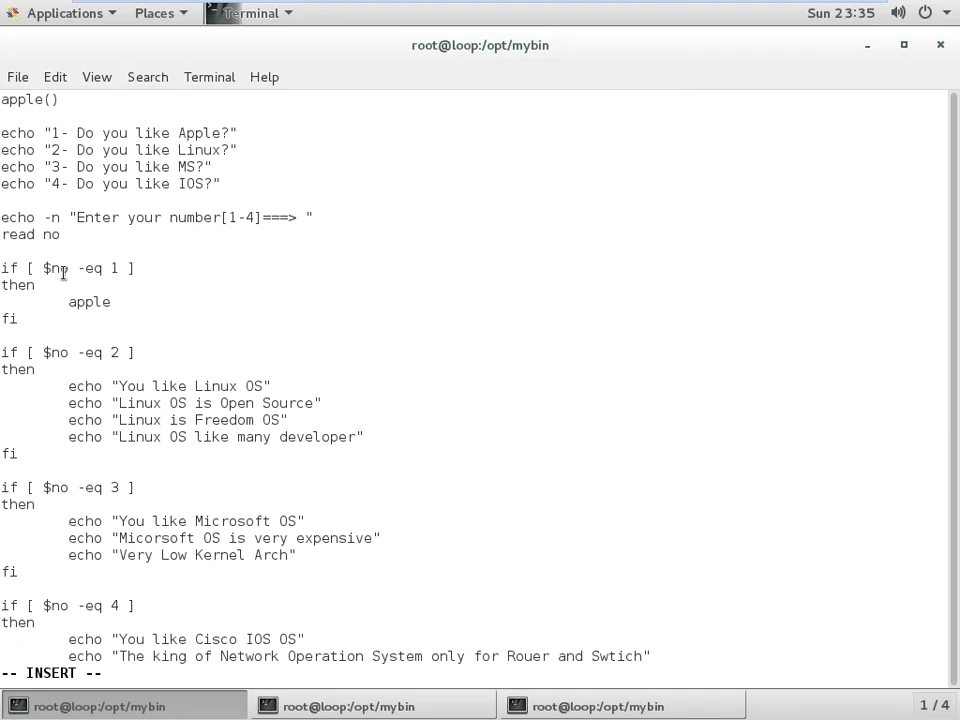 Applications Places Terminal Sun 23:35
root@loop:/opt/mybin
File Edit View Search Terminal Help
apple()
echo "1- Do you like Apple?"
echo "2- Do you like Linux?"
echo "3- Do you like MS?"
echo "4- Do you like IOS?"
echo -n "Enter your number[1-4]===> "
read no
if [ $no -eq 1 ]
then
apple
fi
if [ $no -eq 2 ]
then
echo "You like Linux OS"
echo "Linux OS is Open Source"
echo "Linux is Freedom OS"
echo "Linux OS like many developer"
fi
if [ $no -eq 3 ]
then
echo "You like Microsoft OS"
echo "Micorsoft OS is very expensive"
echo "Very Low Kernel Arch"
fi
if [ $no -eq 4 ]
then
echo "You like Cisco IOS OS"
echo "The king of Network Operation System only for Rouer and Swtich"
-- INSERT --
root@loop:/opt/mybin root@loop:/opt/mybin root@loop:/opt/mybin 1 / 4